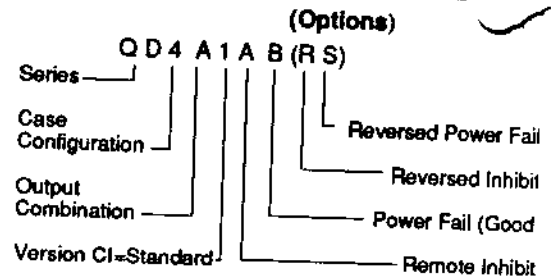 (Options)
Q D 4 A 1 A B (R S)
Series
Case
Configuration
Output
Combination
Version CI=Standard
Reversed Power Fail
Reversed Inhibit
Power Fail (Good
Remote Inhibit